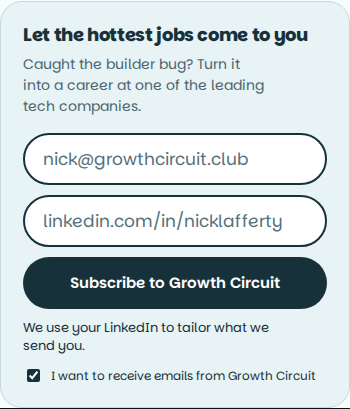 Let the hottest jobs come to you
Caught the builder bug? Turn it
into a career at one of the leading
tech companies.
nick@growthcircuit.club
linkedin.com/in/nicklafferty
Subscribe to Growth Circuit
We use your LinkedIn to tailor what we
send you.
I want to receive emails from Growth Circuit